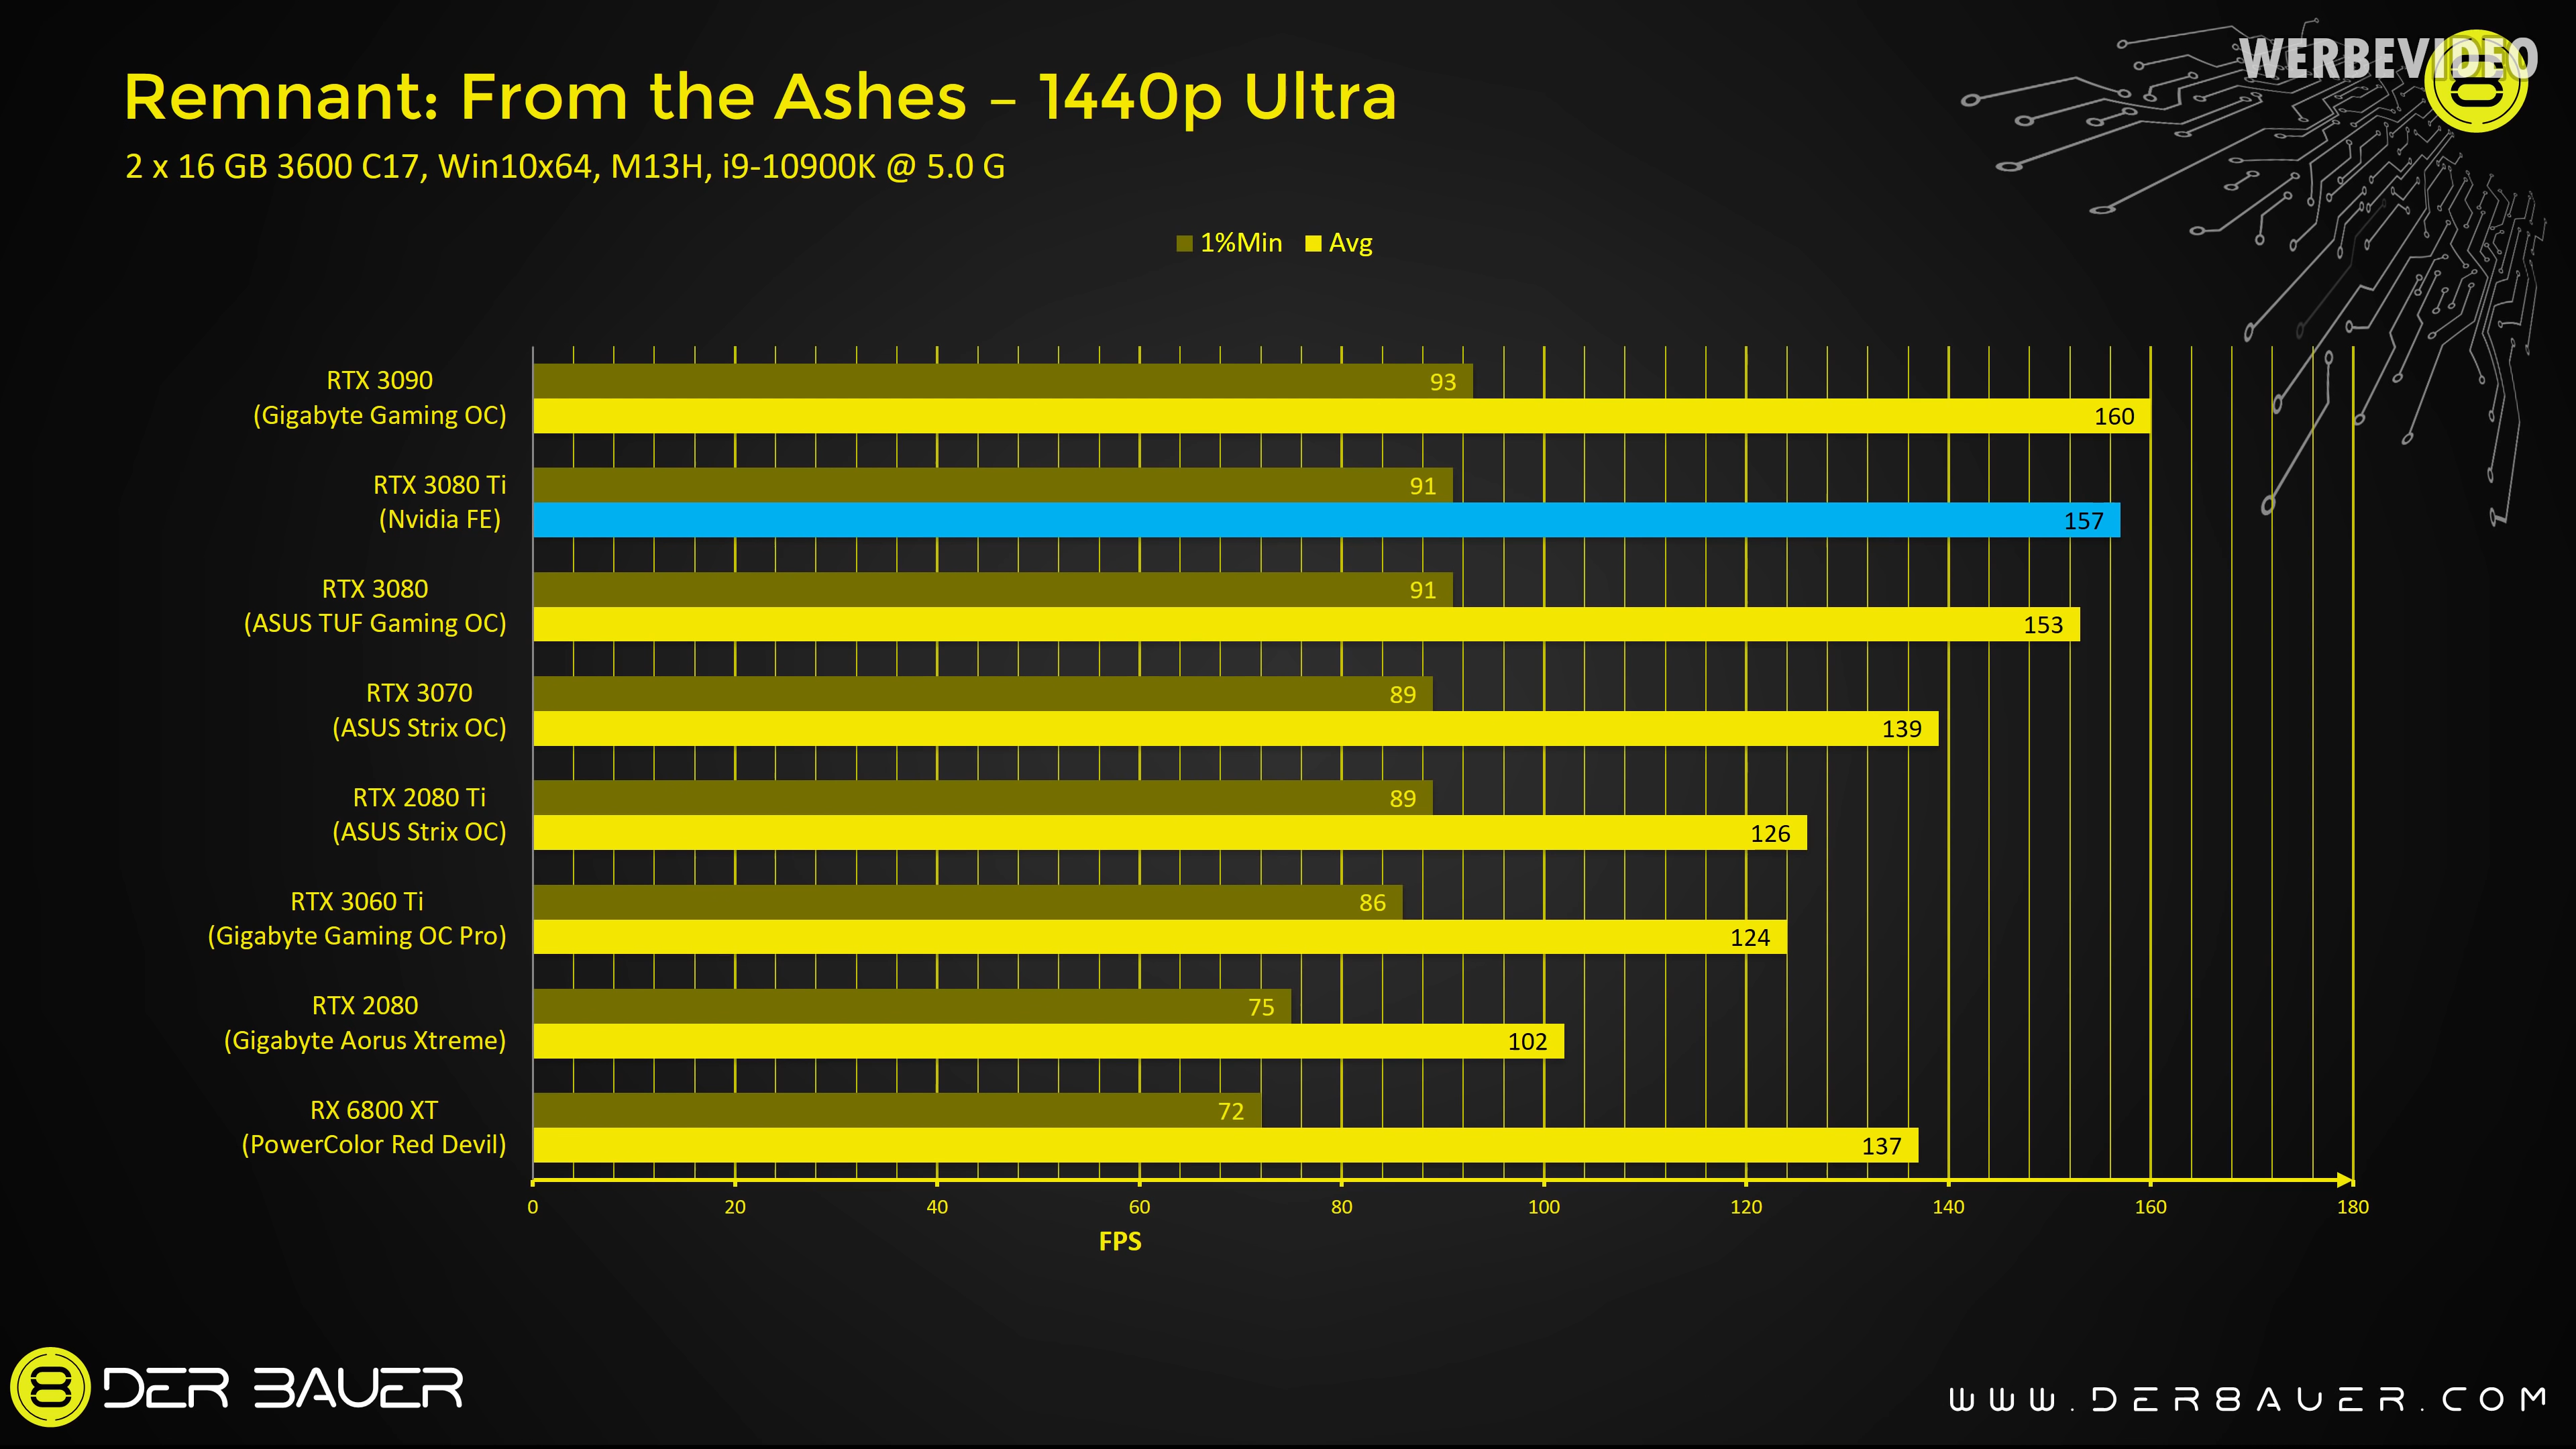 WERBEVIDEO
Remnant: From the Ashes – 1440p Ultra
2 x 16 GB 3600 C17, Win10x64, M13H, i9-10900K @ 5.0 G
1%Min Avg
RTX 3090
(Gigabyte Gaming OC)
93
160
RTX 3080 Ti
(Nvidia FE)
91
157
RTX 3080
(ASUS TUF Gaming OC)
91
153
RTX 3070
(ASUS Strix OC)
89
139
RTX 2080 Ti
(ASUS Strix OC)
89
126
RTX 3060 Ti
(Gigabyte Gaming OC Pro)
86
124
RTX 2080
(Gigabyte Aorus Xtreme)
75
102
RX 6800 XT
(PowerColor Red Devil)
72
137
0 20 40 60 80 100 120 140 160 180
FPS
DER 8AUER
WWW.DER8AUER.COM